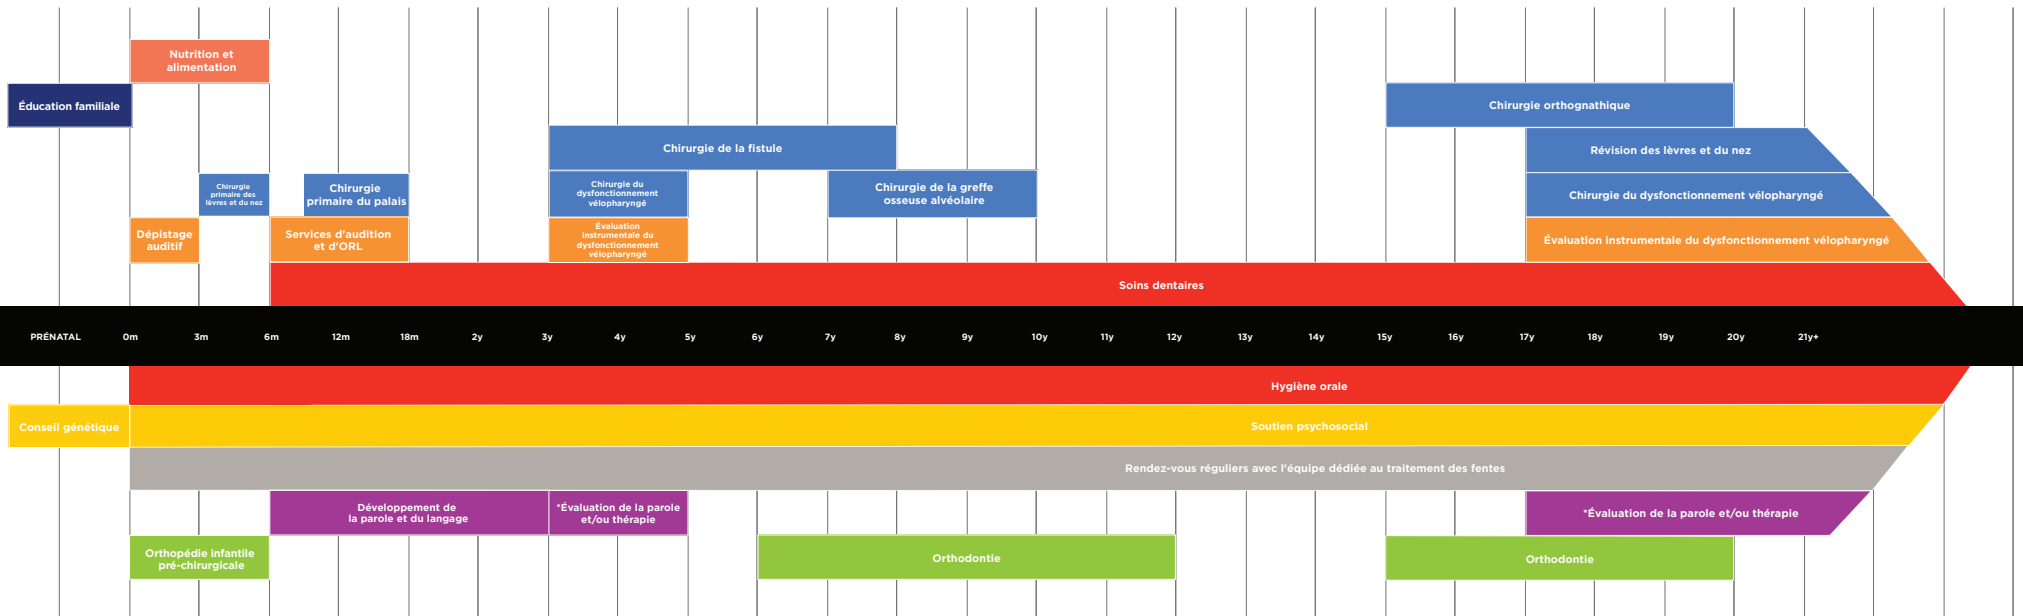 Nutrition et
alimentation
Éducation familiale
Chirurgie orthognathique
Chirurgie de la fistule
Révision des lèvres et du nez
Chirurgie
primaire des
lèvres et du nez
Chirurgie
primaire du palais
Chirurgie du
dysfonctionnement
vélopharyngé
Chirurgie de la greffe
osseuse alvéolaire
Chirurgie du dysfonctionnement vélopharyngé
Dépistage
auditif
Services d'audition
et d'ORL
Évaluation
instrumentale du
dysfonctionnement
vélopharyngé
Évaluation instrumentale du dysfonctionnement vélopharyngé
Soins dentaires
PRÉNATAL 0m 3m 6m 12m 18m 2y 3y 4y 5y 6y 7y 8y 9y 10y 11y 12y 13y 14y 15y 16y 17y 18y 19y 20y 21y+
Hygiène orale
Conseil génétique
Soutien psychosocial
Rendez-vous réguliers avec l'équipe dédiée au traitement des fentes
Développement de
la parole et du langage
*Évaluation de la parole
et/ou thérapie
*Évaluation de la parole et/ou thérapie
Orthopédie infantile
pré-chirurgicale
Orthodontie
Orthodontie